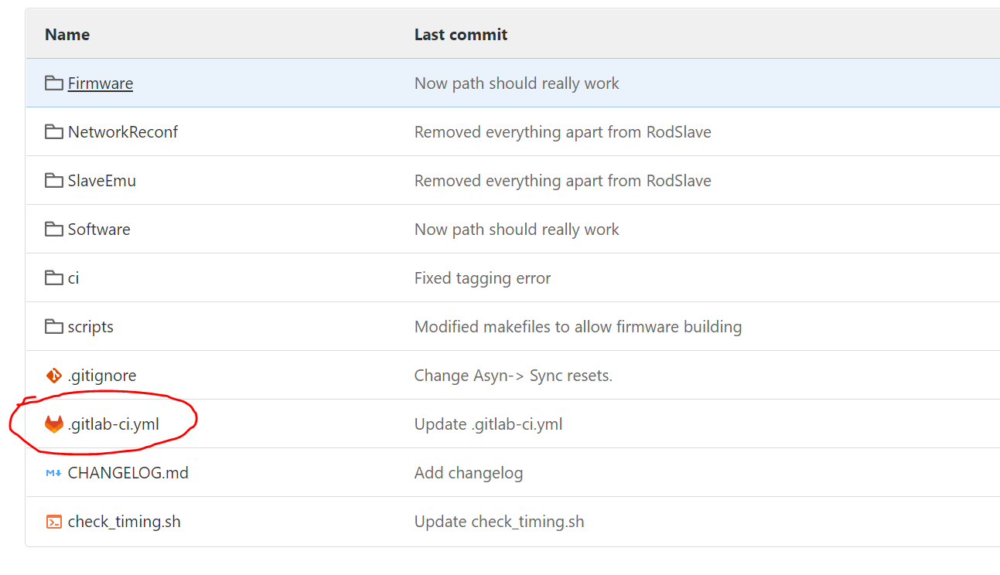 Name Last commit
Firmware Now path should really work
NetworkReconf Removed everything apart from RodSlave
SlaveEmu Removed everything apart from RodSlave
Software Now path should really work
ci Fixed tagging error
scripts Modified makefiles to allow firmware building
.gitignore Change Asyn-> Sync resets.
.gitlab-ci.yml Update .gitlab-ci.yml
M↓ CHANGELOG.md Add changelog
check_timing.sh Update check_timing.sh